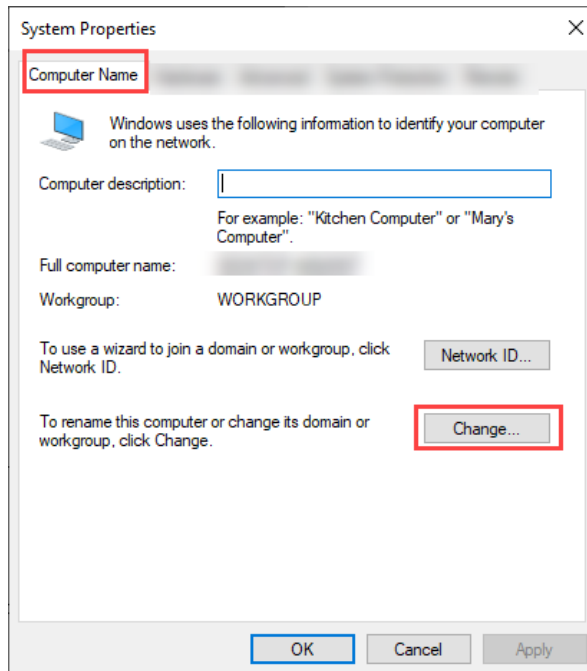 System Properties
Computer Name
Windows uses the following information to identify your computer
on the network.
Computer description:
For example: "Kitchen Computer" or "Mary's
Computer".
Full computer name:
Workgroup: WORKGROUP
To use a wizard to join a domain or workgroup, click
Network ID.
Network ID...
To rename this computer or change its domain or
workgroup, click Change.
Change...
OK Cancel Apply